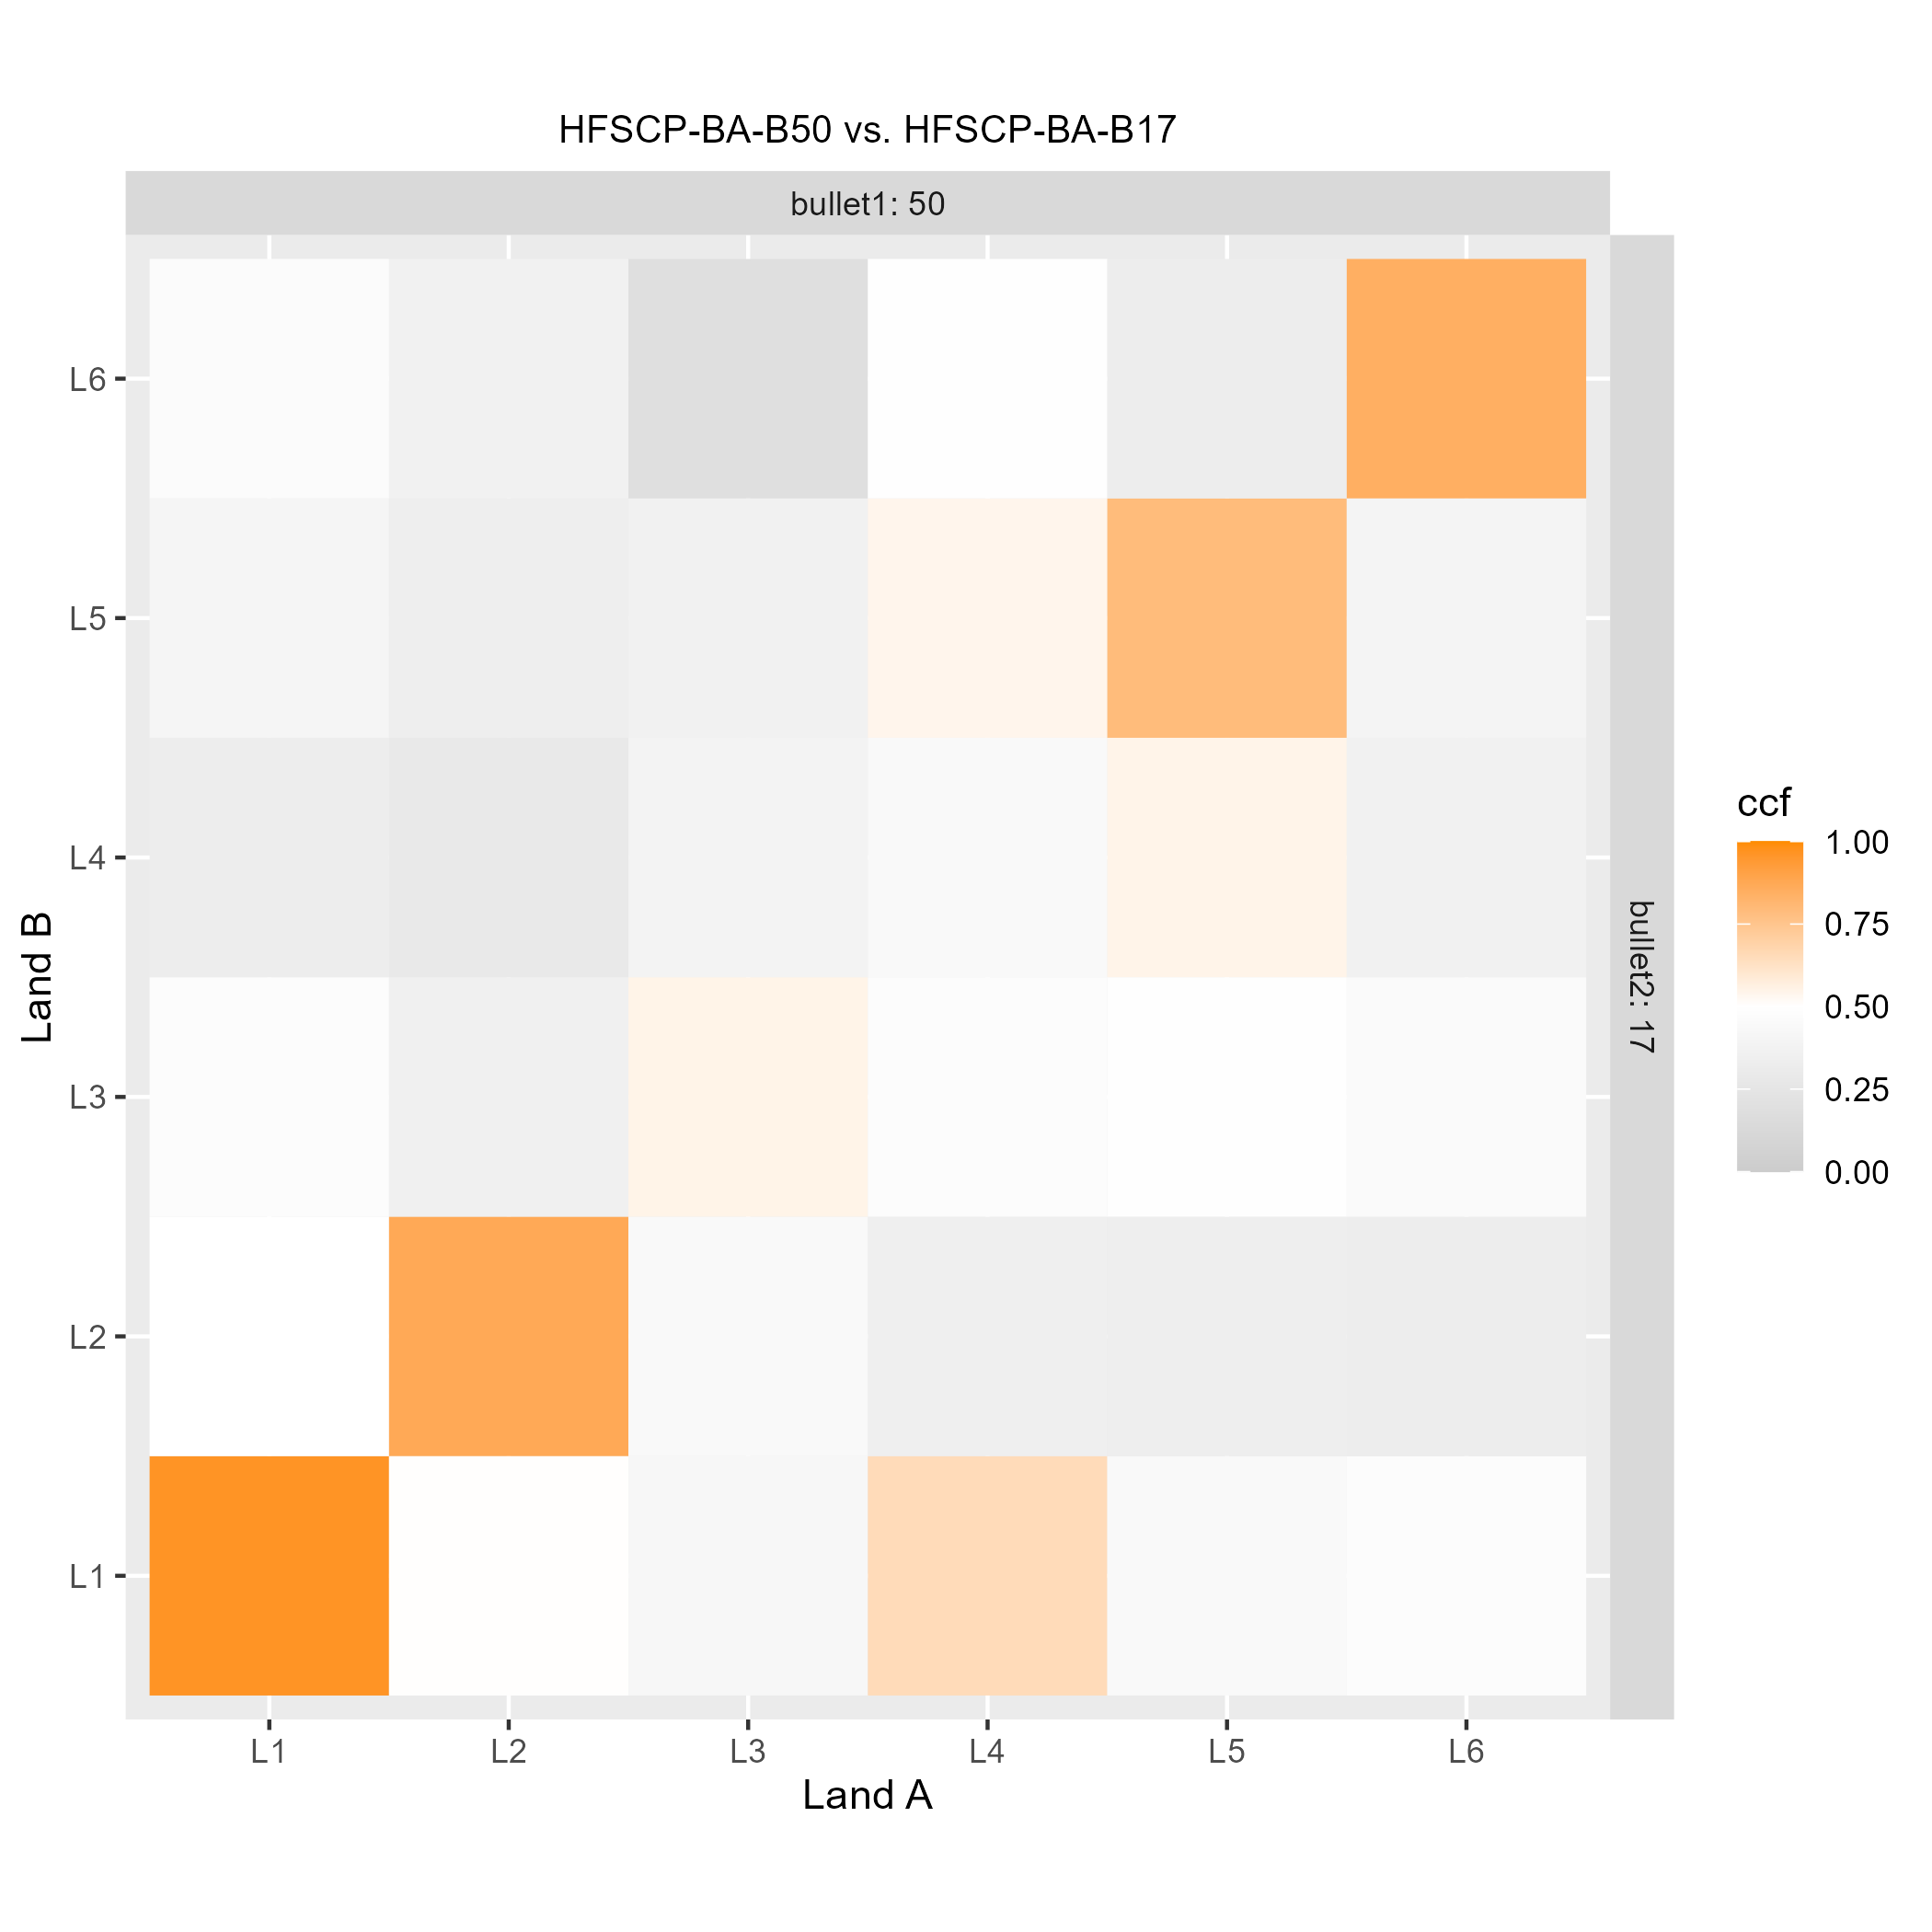 HFSCP-BA-B50 vs. HFSCP-BA-B17
bullet1: 50
L6
L5
L4
L3
L2
L1
Land B
bullet2: 17
L1 L2 L3 L4 L5 L6
Land A
ccf
1.00
0.75
0.50
0.25
0.00